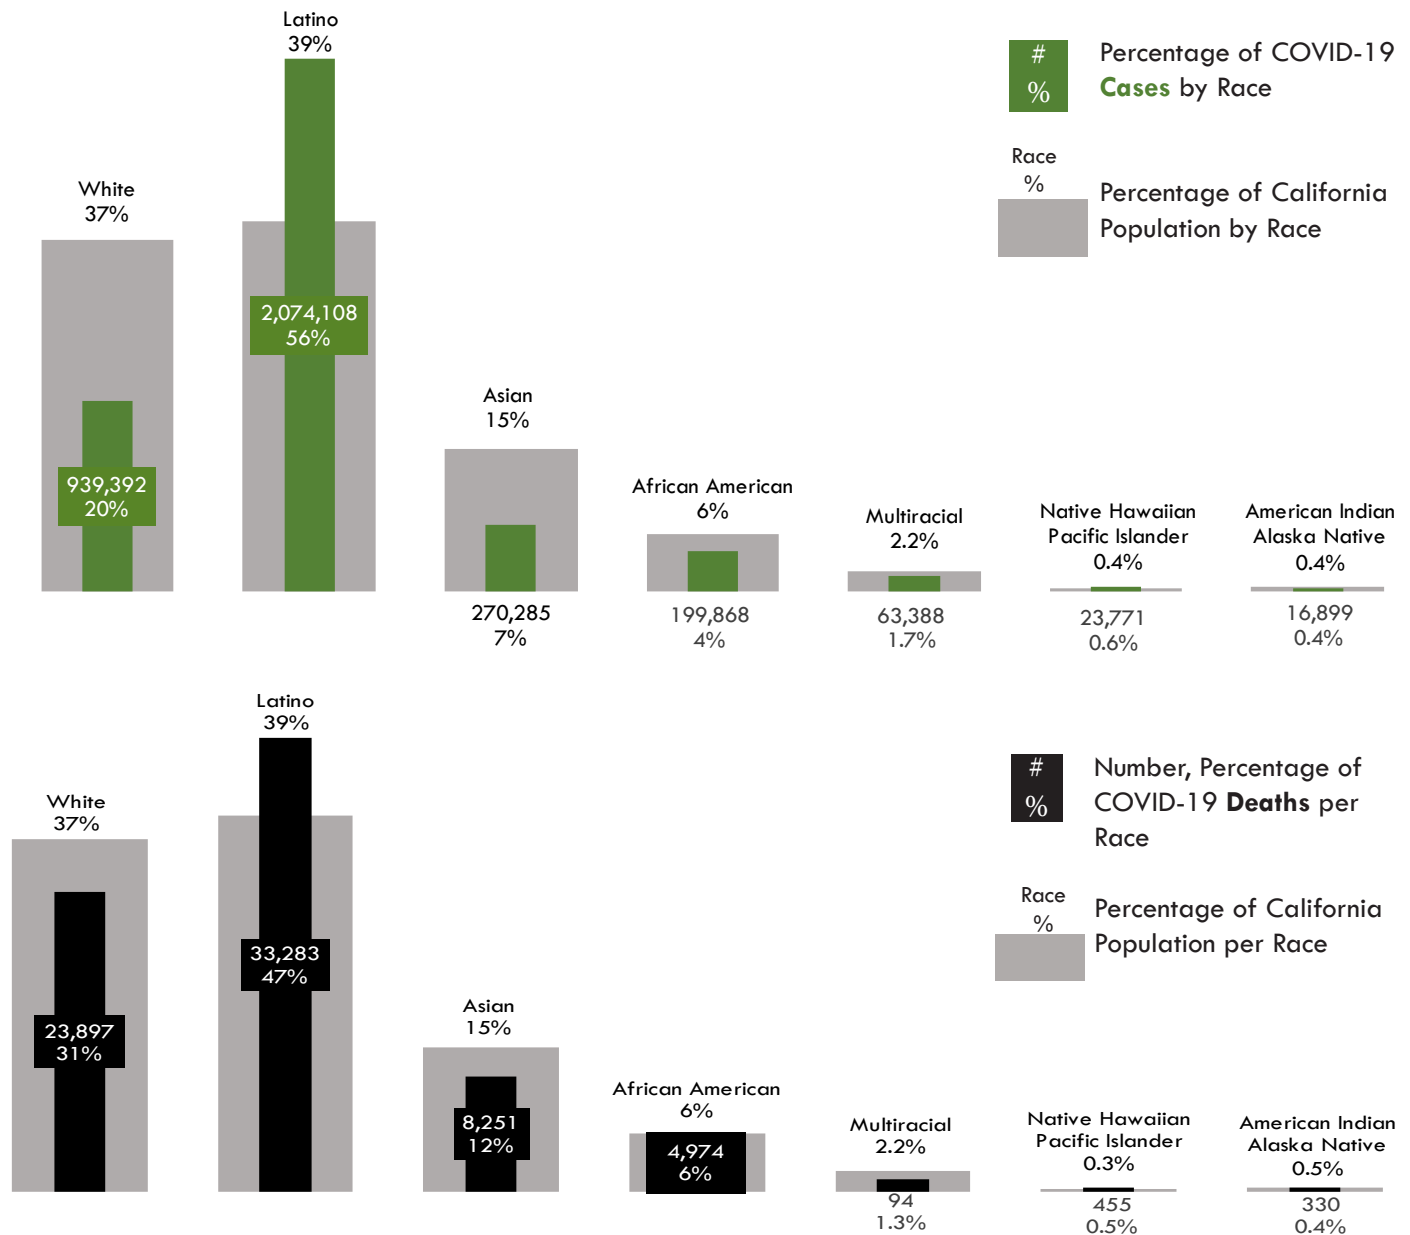 Latino
39%
#
%
Percentage of COVID-19
Cases by Race
Race
%
Percentage of California
Population by Race
White
37%
2,074,108
56%
939,392
20%
Asian
15%
270,285
7%
African American
6%
199,868
4%
Multiracial
2.2%
63,388
1.7%
Native Hawaiian
Pacific Islander
0.4%
23,771
0.6%
American Indian
Alaska Native
0.4%
16,899
0.4%
Latino
39%
#
%
Number, Percentage of
COVID-19 Deaths per
Race
Race
%
Percentage of California
Population per Race
White
37%
33,283
47%
23,897
31%
Asian
15%
8,251
12%
African American
6%
4,974
6%
Multiracial
2.2%
94
1.3%
Native Hawaiian
Pacific Islander
0.3%
455
0.5%
American Indian
Alaska Native
0.5%
330
0.4%